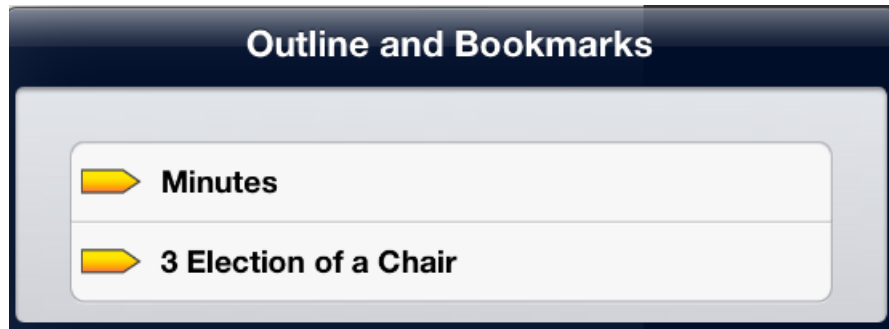 Outline and Bookmarks
Minutes
3 Election of a Chair